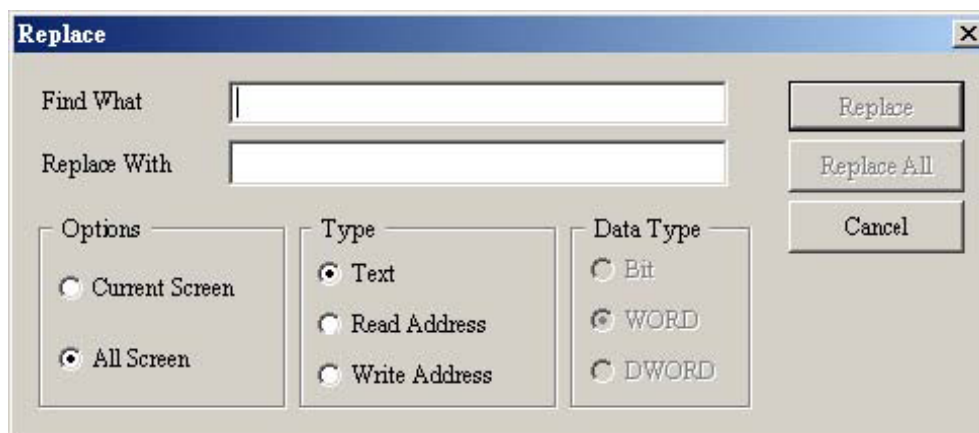 Replace
Find What
Replace
Replace With
Replace All
Cancel
Options
Current Screen
All Screen
Type
Text
Read Address
Write Address
Data Type
Bit
WORD
DWORD